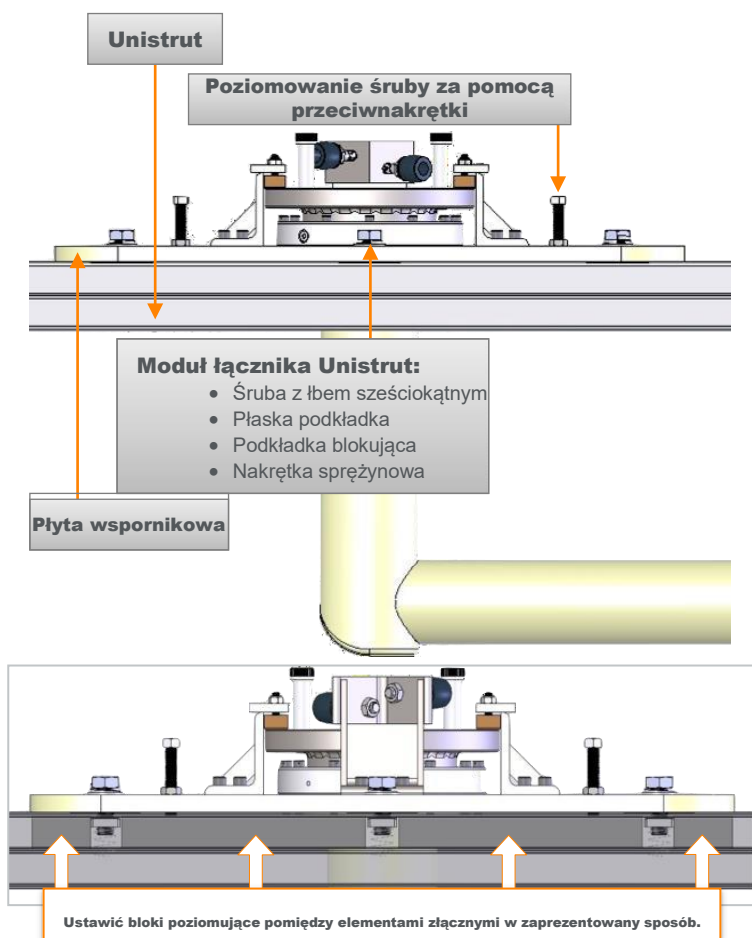 Unistrut
Poziomowanie śruby za pomocą
przeciwnakrętki
Moduł łącznika Unistrut:
• Śruba z łbem sześciokątnym
• Płaska podkładka
• Podkładka blokująca
• Nakrętka sprężynowa
Płyta wspornikowa
Ustawić bloki poziomujące pomiędzy elementami złącznymi w zaprezentowany sposób.